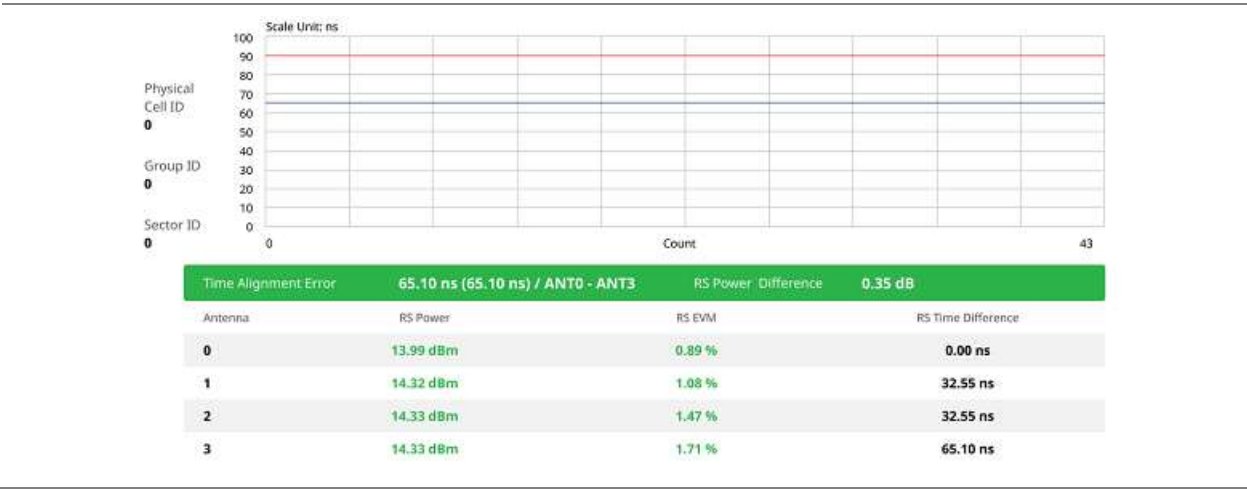 Scale Unit: ns
100
90
80
70
60
50
40
30
20
10
0
Physical
Cell ID
0
Group ID
0
Sector ID
0
0 Count 43
Time Alignment Error 65.10 ns (65.10 ns) / ANT0 - ANT3 RS Power Difference 0.35 dB
Antenna RS Power RS EVM RS Time Difference
0 13.99 dBm 0.89 % 0.00 ns
1 14.32 dBm 1.08 % 32.55 ns
2 14.33 dBm 1.47 % 32.55 ns
3 14.33 dBm 1.71 % 65.10 ns